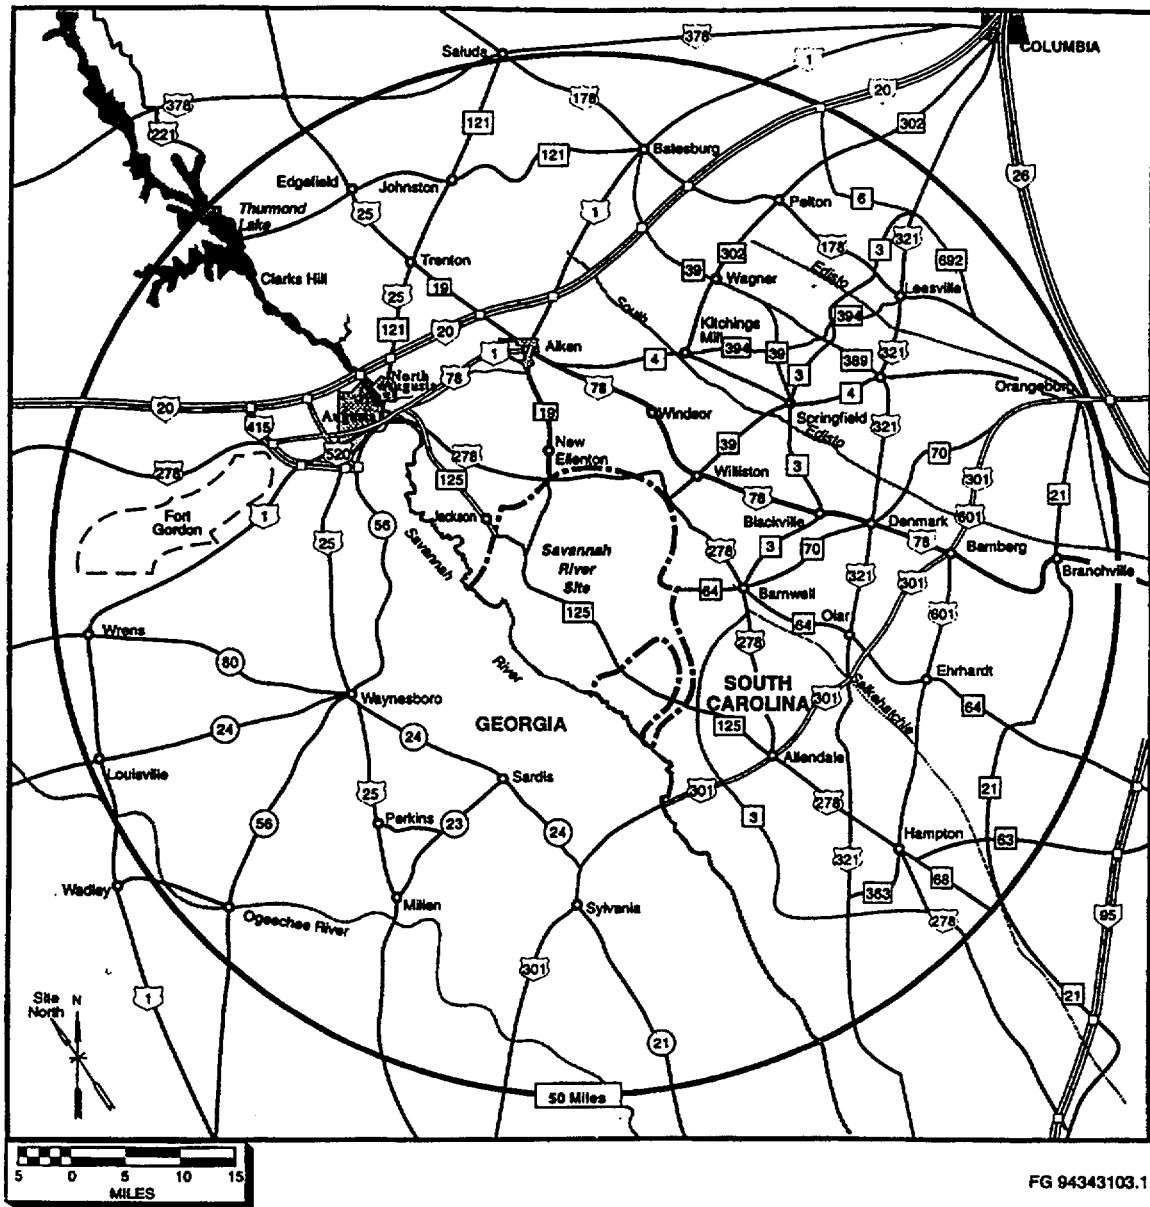 COLUMBIA
378
Saluda
1
20
378
221
178
121
302
26
Batesburg
121
Edgefield
Johnston
Pelton
6
25
1
Thurmond
Lake
321
178
3
302
692
Trenton
Edisto
39
Wagner
Clarks Hill
19
Leesville
25
South
394
Kitchings
Mill
121
20
Aiken
1
394
39
389
321
4
78
3
4
North
Augusta
78
Orangeburg
20
19
Windsor
Springfield
Augusta
415
321
Edisto
New
Ellenton
39
70
520
278
278
125
3
Williston
301
78
21
Fort
Gordon
1
56
Jackson
Blackville
Denmark
601
25
Savannah
Savannah
River
Site
278
3
70
78
Bamberg
Branchville
321
301
64
Barnwell
125
601
Wrens
64
Olar
278
80
River
Ehrhardt
SOUTH
CAROLINA
Salkehatchie
Waynesboro
301
64
GEORGIA
24
24
125
Allendale
Louisville
Sardis
21
25
301
278
3
56
Perkins
23
24
Hampton
63
321
68
Wadley
363
Millen
Sylvania
95
278
Ogeechee River
301
21
Site
North
N
1
21
50 Miles
5 0 5 10 15
MILES
FG 94343103.1